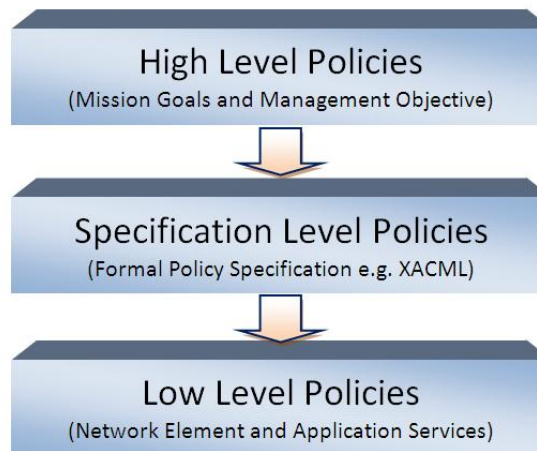 High Level Policies
(Mission Goals and Management Objective)
Specification Level Policies
(Formal Policy Specification e.g. XACML)
Low Level Policies
(Network Element and Application Services)